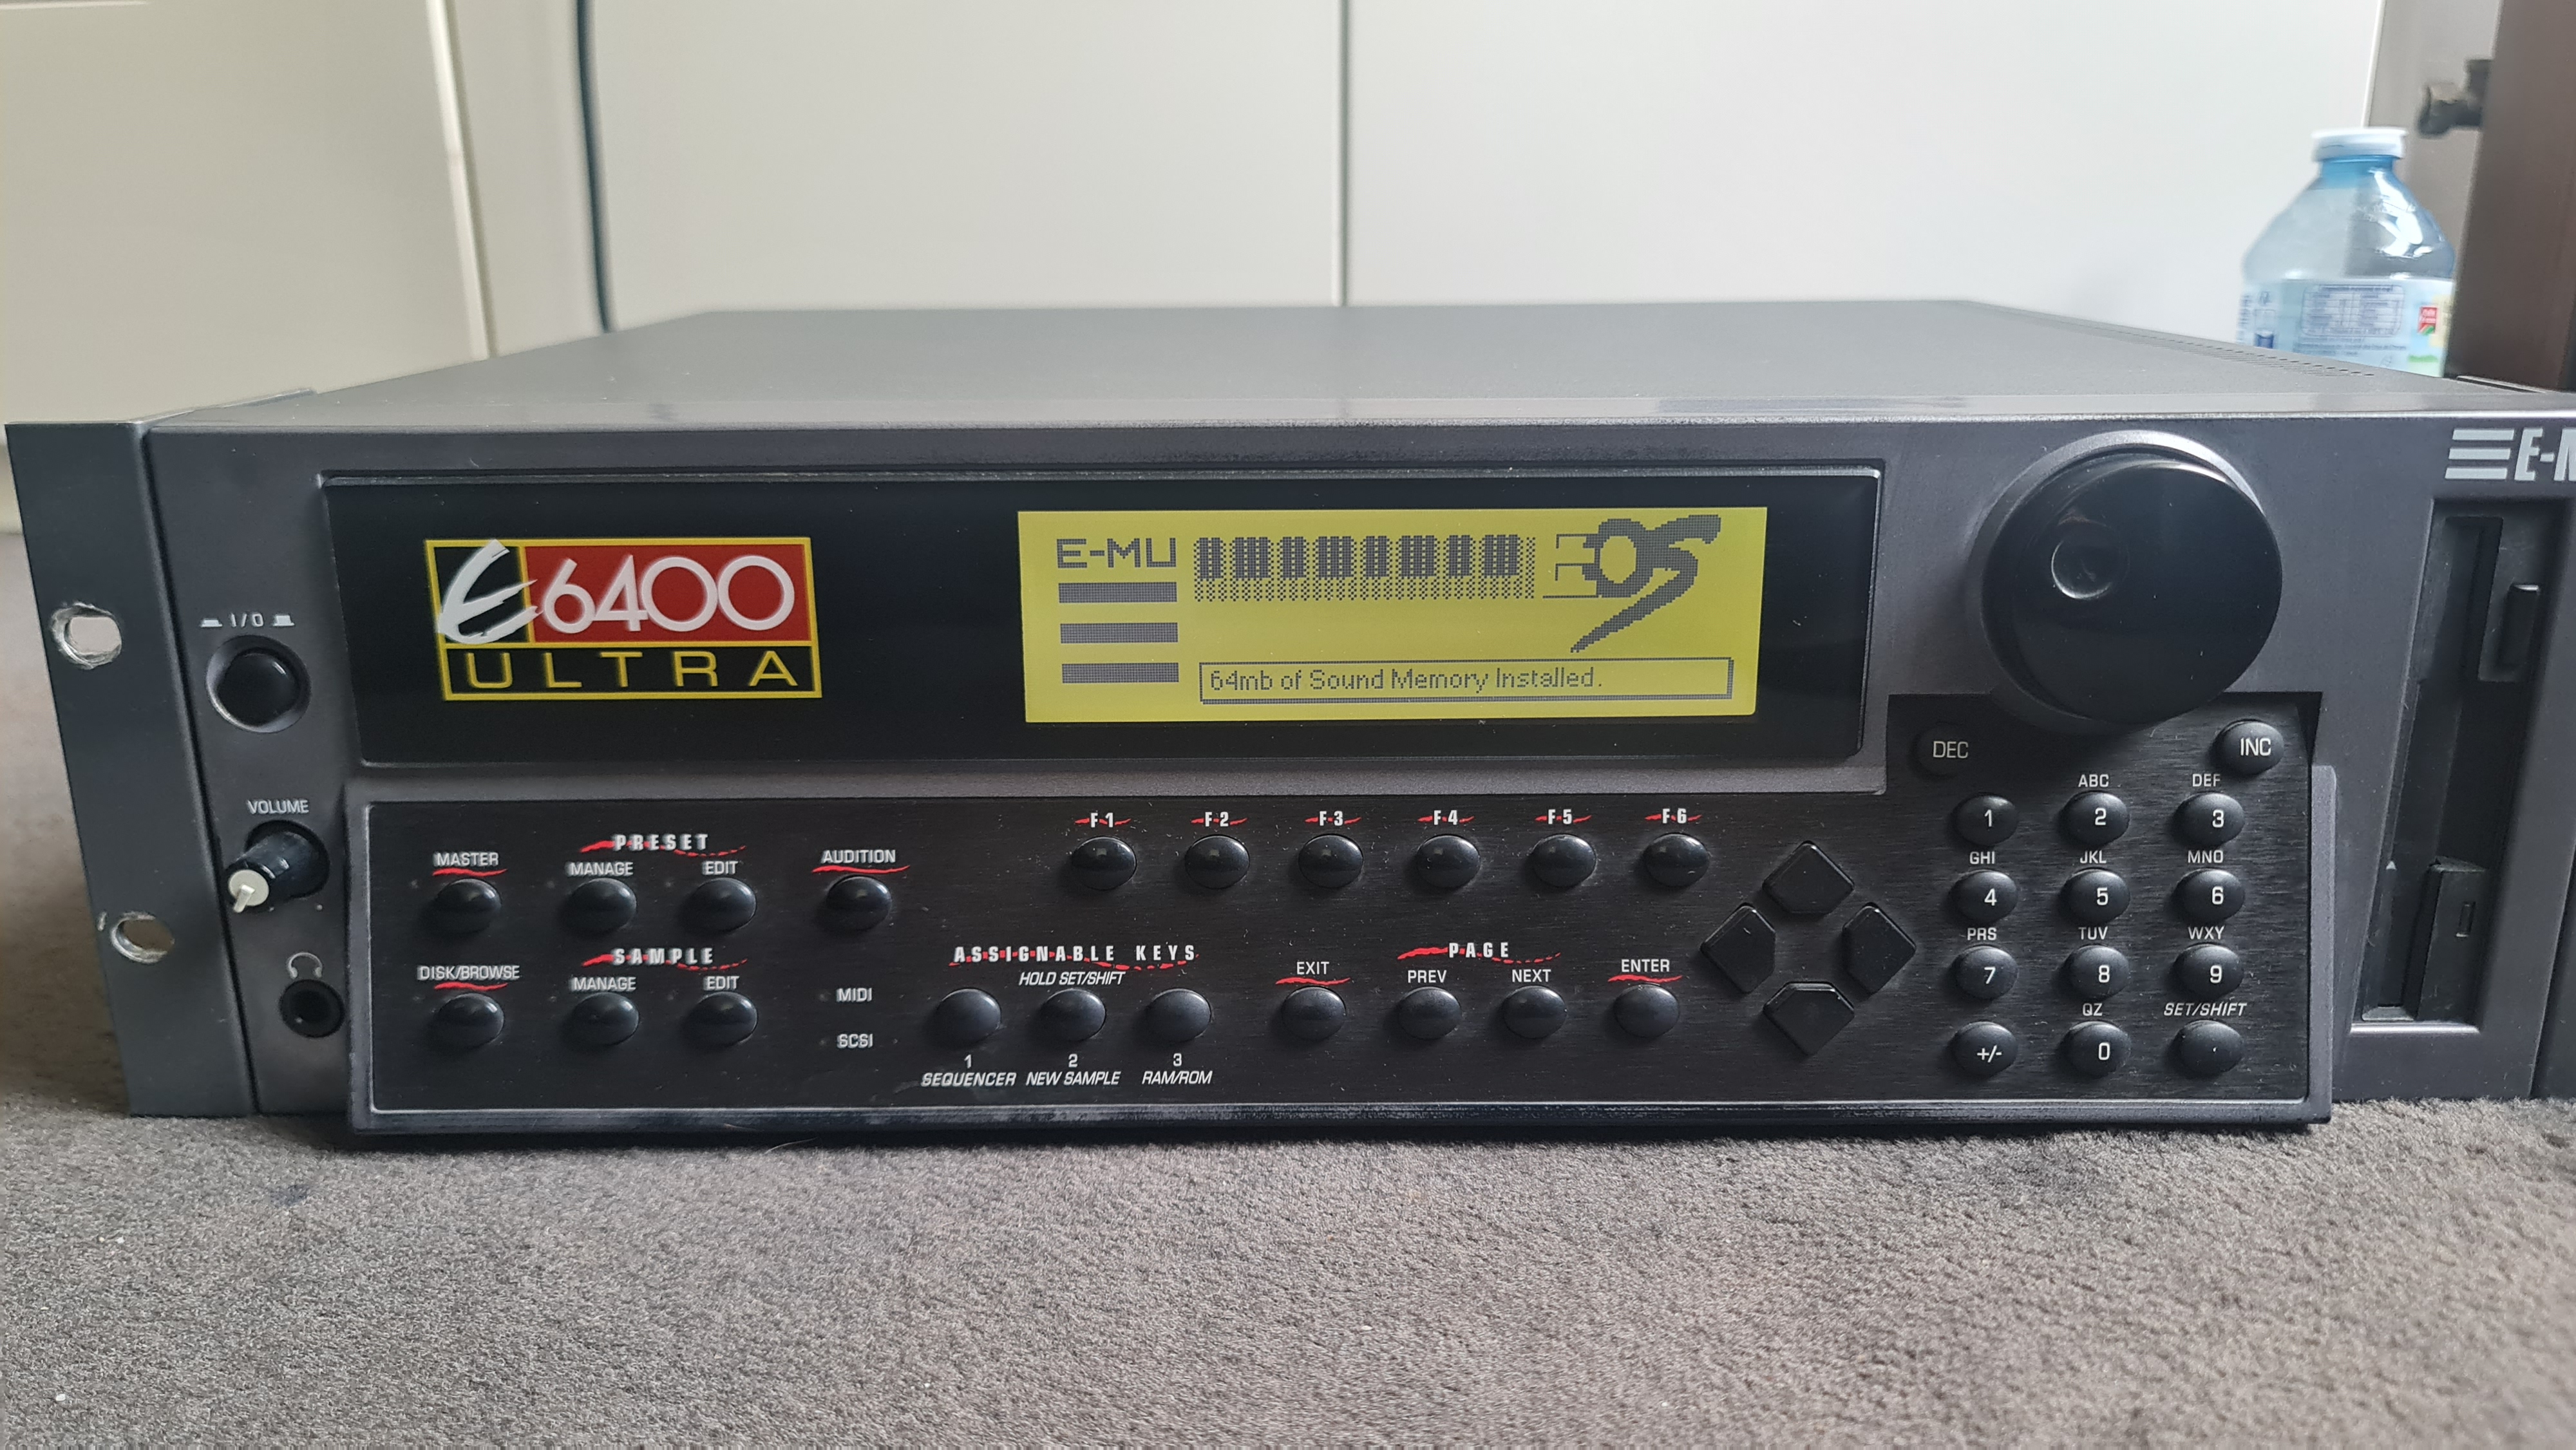 E-M
E6400
ULTRA
E-MU
EOS
64mb of Sound Memory Installed.
I/O
VOLUME
DEC
INC
MASTER
PRESET
MANAGE
EDIT
AUDITION
F-1
F-2
F-3
F-4
F-5
F-6
DISK/BROWSE
SAMPLE
MANAGE
EDIT
MIDI
SCSI
ASSIGNABLE KEYS
HOLD SET/SHIFT
1
SEQUENCER
2
NEW SAMPLE
3
RAM/ROM
EXIT
PAGE
PREV
NEXT
ENTER
1
ABC
2
DEF
3
GHI
4
JKL
5
MNO
6
PRS
7
TUV
8
WXY
9
+/-
QZ
0
SET/SHIFT
.